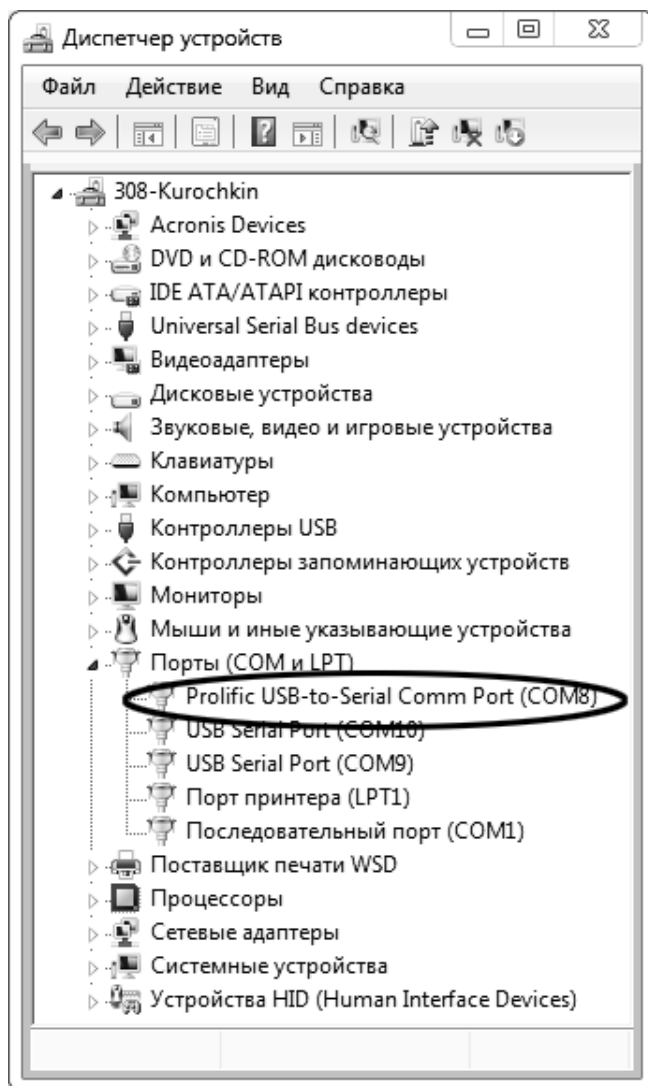 Диспетчер устройств
Файл Действие Вид Справка
308-Kurochkin
Acronis Devices
DVD и CD-ROM дисководы
IDE ATA/ATAPI контроллеры
Universal Serial Bus devices
Видеоадаптеры
Дисковые устройства
Звуковые, видео и игровые устройства
Клавиатуры
Компьютер
Контроллеры USB
Контроллеры запоминающих устройств
Мониторы
Мыши и иные указывающие устройства
Порты (COM и LPT)
Prolific USB-to-Serial Comm Port (COM8)
USB Serial Port (COM10)
USB Serial Port (COM9)
Порт принтера (LPT1)
Последовательный порт (COM1)
Поставщик печати WSD
Процессоры
Сетевые адаптеры
Системные устройства
Устройства HID (Human Interface Devices)